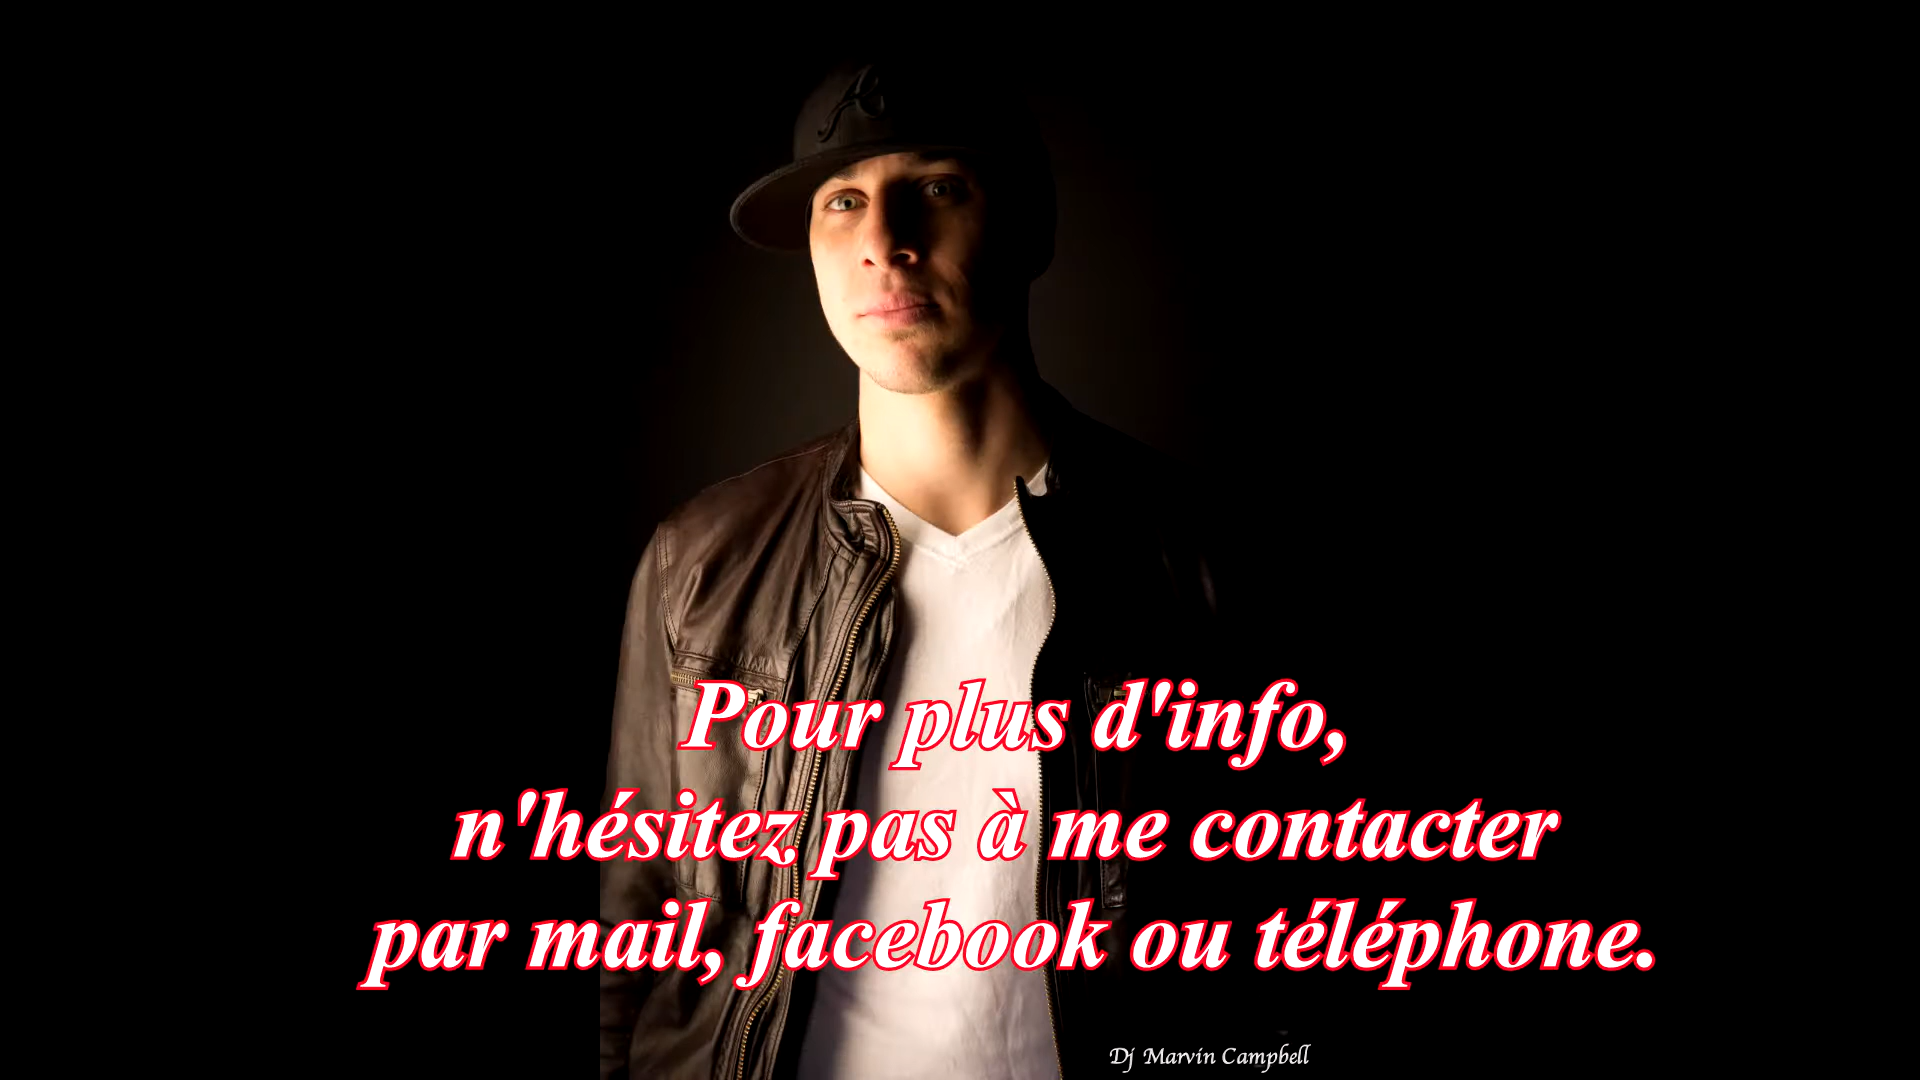 Pour plus d'info,
n'hésitez pas à me contacter
par mail, facebook ou téléphone.
Dj Marvin Campbell